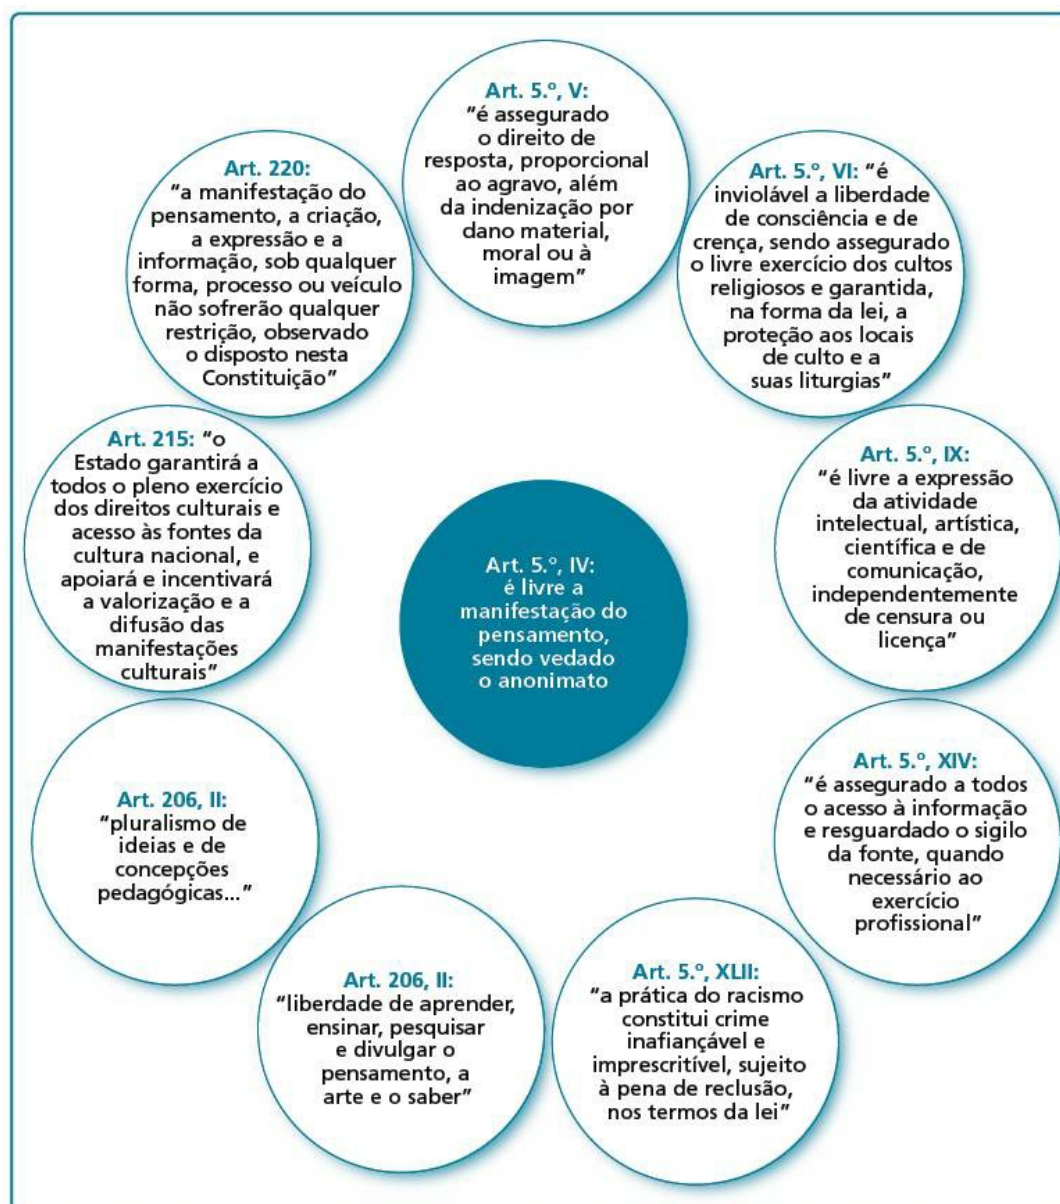 Art. 5.º, V:
“é assegurado
o direito de
resposta, proporcional
ao agravo, além
da indenização por
dano material,
moral ou à
imagem”
Art. 5.º, VI: “é
inviolável a liberdade
de consciência e de
crença, sendo assegurado
o livre exercício dos cultos
religiosos e garantida,
na forma da lei, a
proteção aos locais
de culto e a
suas liturgias”
Art. 5.º, IX:
“é livre a expressão
da atividade
intelectual, artística,
científica e de
comunicação,
independentemente
de censura ou
licença”
Art. 5.º, XIV:
“é assegurado a todos
o acesso à informação
e resguardado o sigilo
da fonte, quando
necessário ao
exercício
profissional”
Art. 5.º, XLII:
“a prática do racismo
constitui crime
inafiançável e
imprescritível, sujeito
à pena de reclusão,
nos termos da lei”
Art. 206, II:
“liberdade de aprender,
ensinar, pesquisar
e divulgar o
pensamento, a
arte e o saber”
Art. 206, II:
“pluralismo de
ideias e de
concepções
pedagógicas...”
Art. 215: “o
Estado garantirá a
todos o pleno exercício
dos direitos culturais e
acesso às fontes da
cultura nacional, e
apoiará e incentivará
a valorização e a
difusão das
manifestações
culturais”
Art. 220:
“a manifestação do
pensamento, a criação,
a expressão e a
informação, sob qualquer
forma, processo ou veículo
não sofrerão qualquer
restrição, observado
o disposto nesta
Constituição”
Art. 5.º, IV:
é livre a
manifestação do
pensamento,
sendo vedado
o anonimato